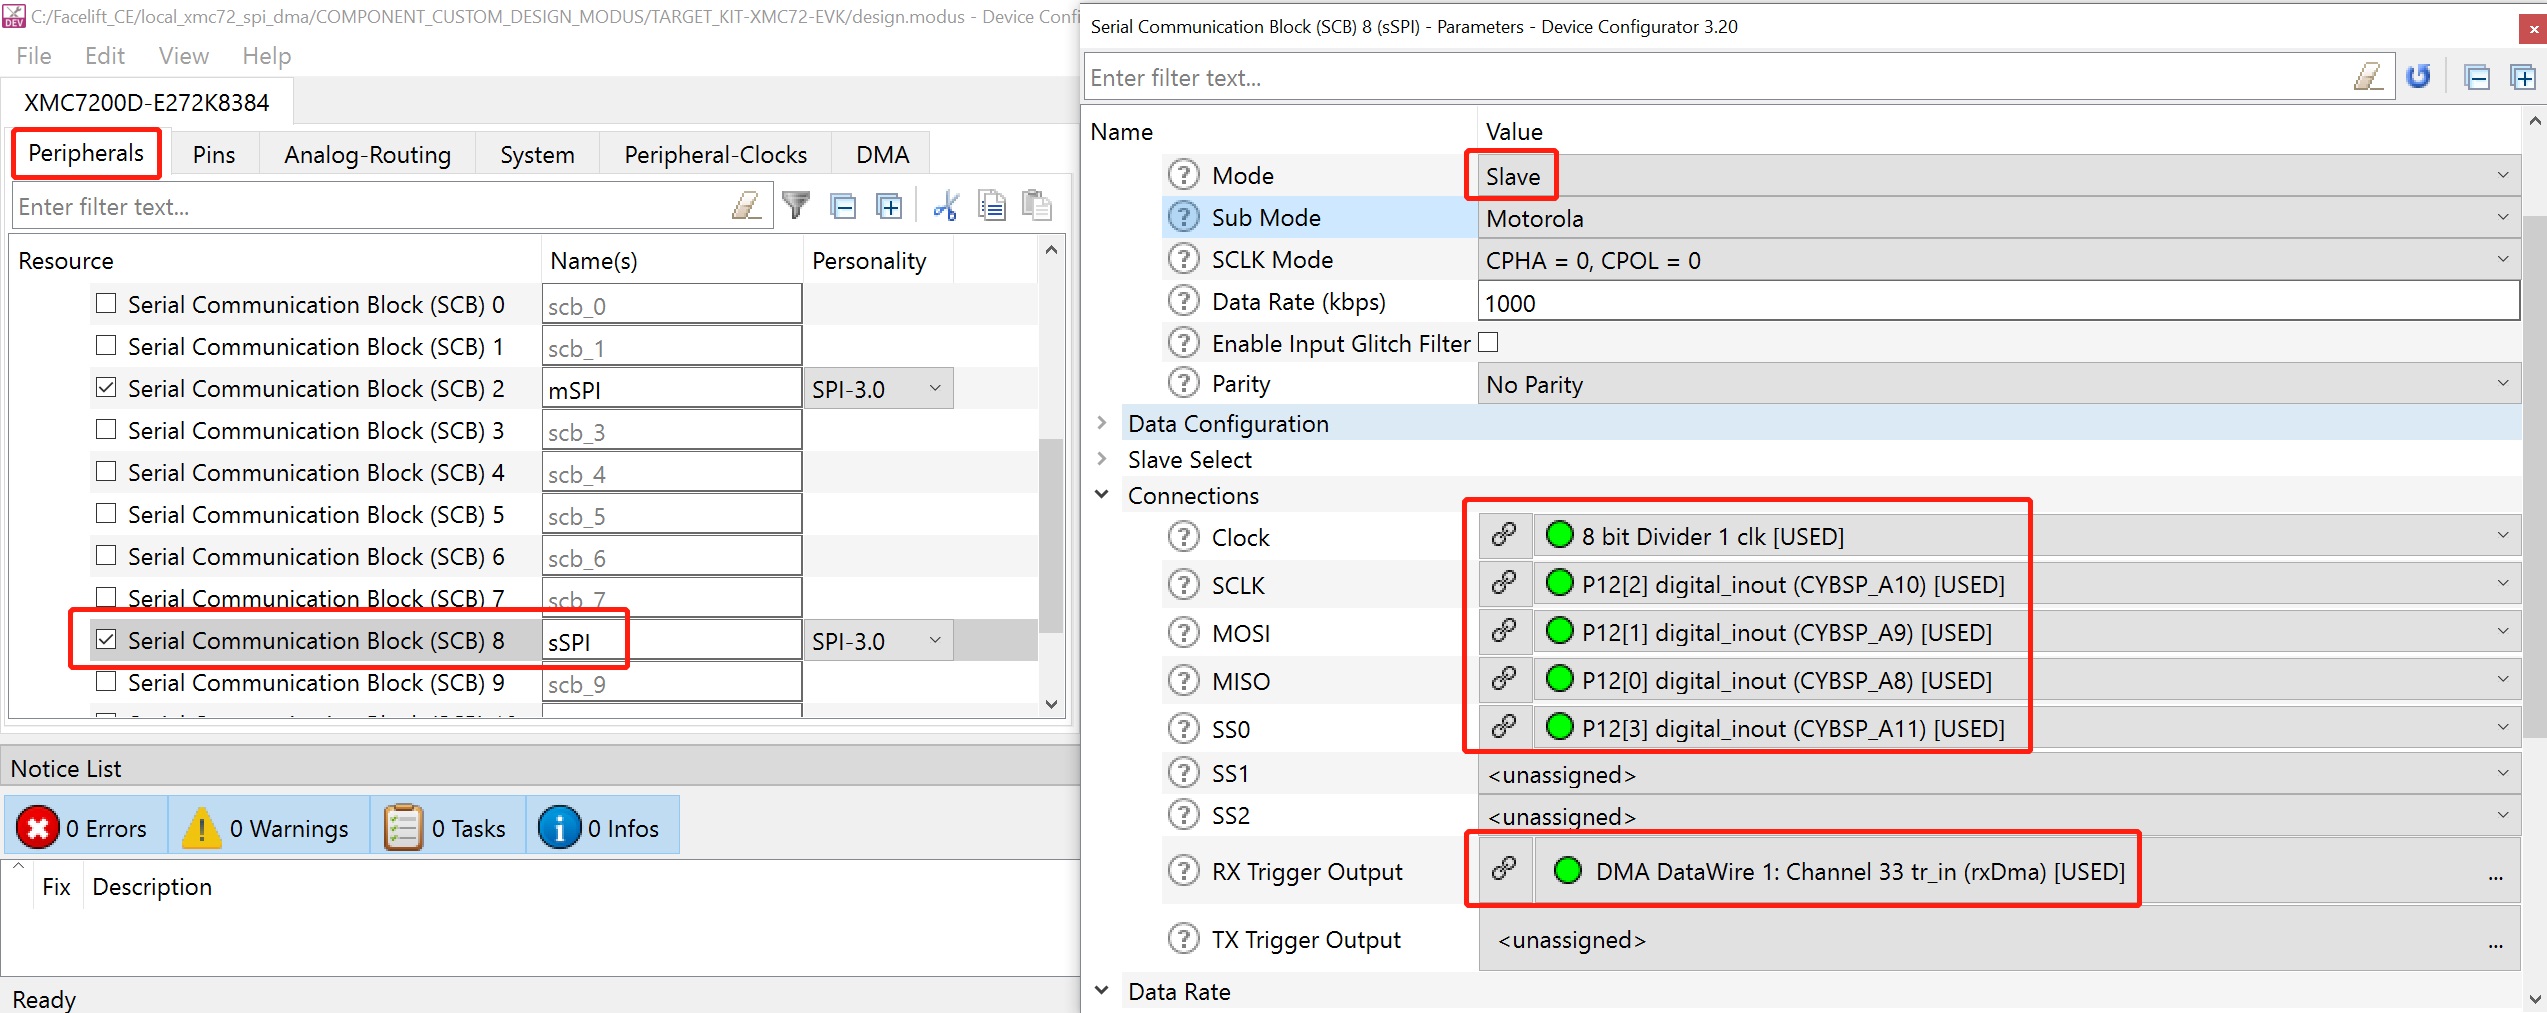 C:/Facelift_CE/local_xmc72_spi_dma/COMPONENT_CUSTOM_DESIGN_MODUS/TARGET_KIT-XMC72-EVK/design.modus - Device Confi
File Edit View Help
XMC7200D-E272K8384
Peripherals Pins Analog-Routing System Peripheral-Clocks DMA
Enter filter text...
Resource Name(s) Personality
Serial Communication Block (SCB) 0 scb_0
Serial Communication Block (SCB) 1 scb_1
Serial Communication Block (SCB) 2 mSPI SPI-3.0
Serial Communication Block (SCB) 3 scb_3
Serial Communication Block (SCB) 4 scb_4
Serial Communication Block (SCB) 5 scb_5
Serial Communication Block (SCB) 6 scb_6
Serial Communication Block (SCB) 7 scb_7
Serial Communication Block (SCB) 8 sSPI SPI-3.0
Serial Communication Block (SCB) 9 scb_9
Notice List
0 Errors 0 Warnings 0 Tasks 0 Infos
Fix Description
Ready
Serial Communication Block (SCB) 8 (sSPI) - Parameters - Device Configurator 3.20
Enter filter text...
Name Value
Mode Slave
Sub Mode Motorola
SCLK Mode CPHA = 0, CPOL = 0
Data Rate (kbps) 1000
Enable Input Glitch Filter
Parity No Parity
Data Configuration
Slave Select
Connections
Clock 8 bit Divider 1 clk [USED]
SCLK P12[2] digital_inout (CYBSP_A10) [USED]
MOSI P12[1] digital_inout (CYBSP_A9) [USED]
MISO P12[0] digital_inout (CYBSP_A8) [USED]
SS0 P12[3] digital_inout (CYBSP_A11) [USED]
SS1 <unassigned>
SS2 <unassigned>
RX Trigger Output DMA DataWire 1: Channel 33 tr_in (rxDma) [USED] ...
TX Trigger Output <unassigned> ...
Data Rate